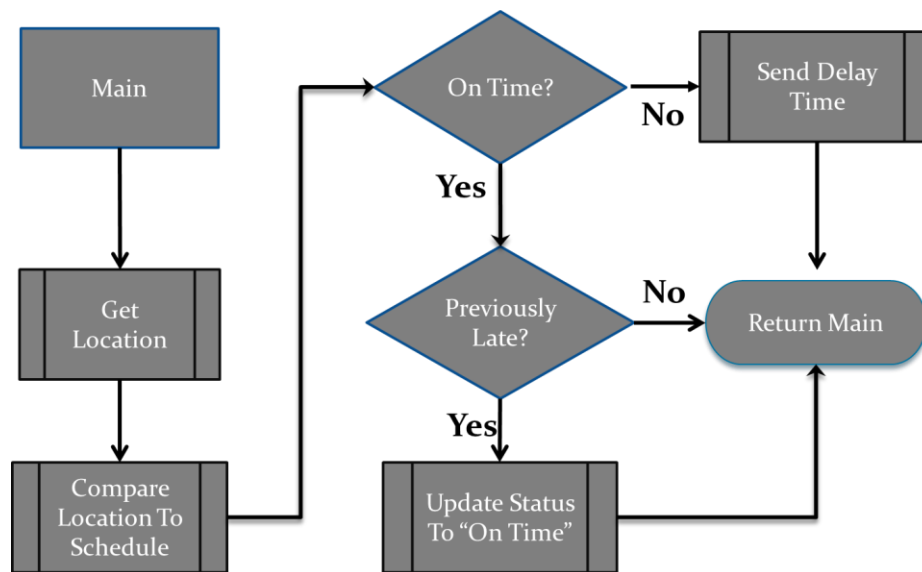 Main
Get
Location
Compare
Location To
Schedule
On Time?
No
Send Delay
Time
Yes
Previously
Late?
No
Return Main
Yes
Update Status
To “On Time”